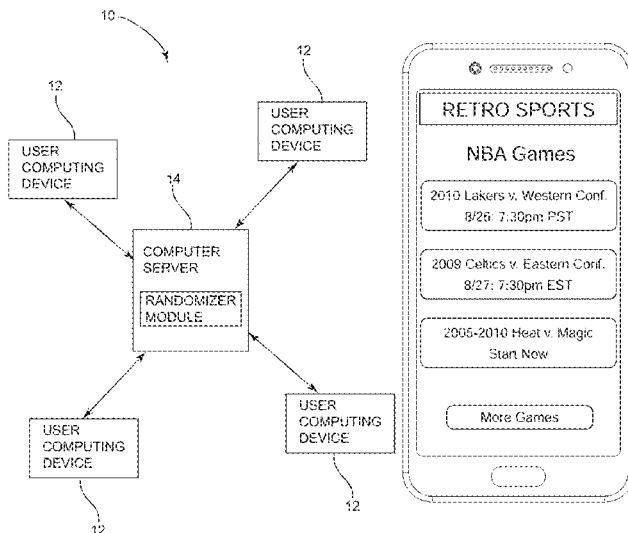 10
12
USER
COMPUTING
DEVICE
12
USER
COMPUTING
DEVICE
14
COMPUTER
SERVER
RANDOMIZER
MODULE
USER
COMPUTING
DEVICE
12
USER
COMPUTING
DEVICE
12
RETRO SPORTS
NBA Games
2010 Lakers v. Western Conf.
8/26: 7:30pm PST
2009 Celtics v. Eastern Conf.
8/27: 7:30pm EST
2005-2010 Heat v. Magic
Start Now
More Games